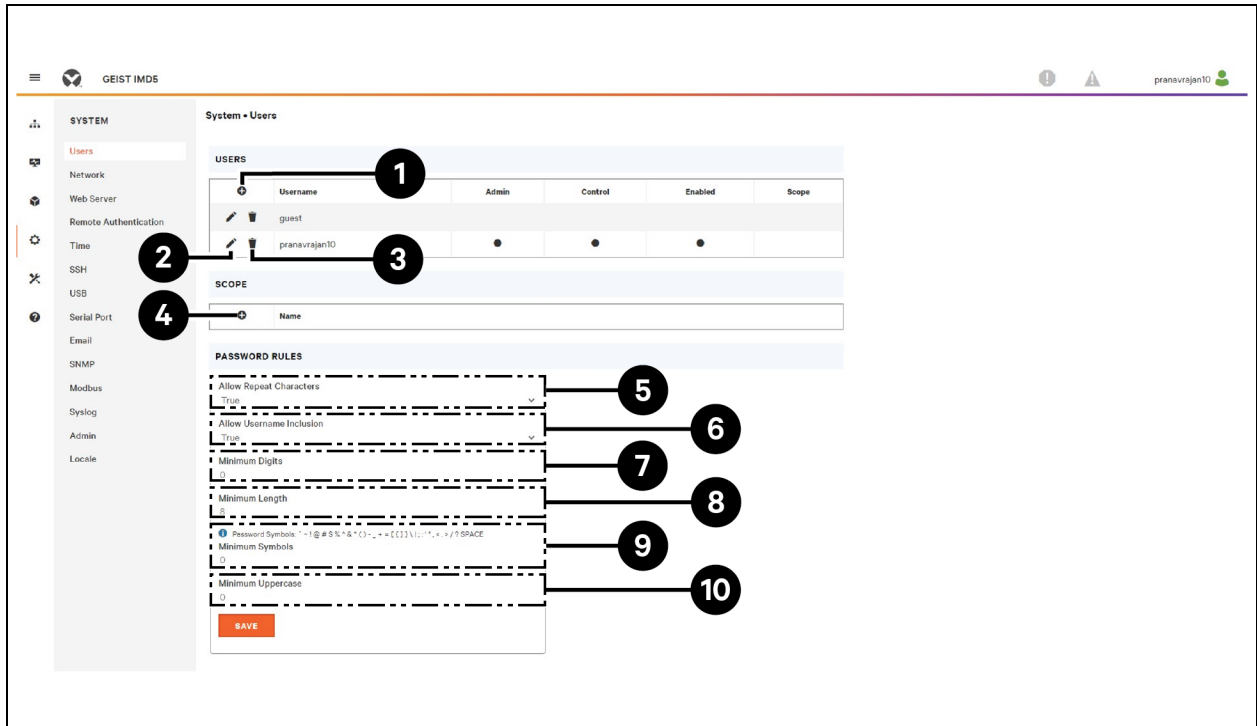 GEIST IMD5
pranavrajan10
SYSTEM
Users
Network
Web Server
Remote Authentication
Time
SSH
USB
Serial Port
Email
SNMP
Modbus
Syslog
Admin
Locale
System • Users
USERS
1
Username Admin Control Enabled Scope
guest
pranavrajan10
2
3
SCOPE
4
Name
PASSWORD RULES
Allow Repeat Characters
True
5
Allow Username Inclusion
True
6
Minimum Digits
0
7
Minimum Length
8
8
Password Symbols: ` ~ ! @ # $ % ^ & * ( ) - _ + = { [ ] } \ | ; : ' " , < . > / ? SPACE
Minimum Symbols
0
9
Minimum Uppercase
0
10
SAVE